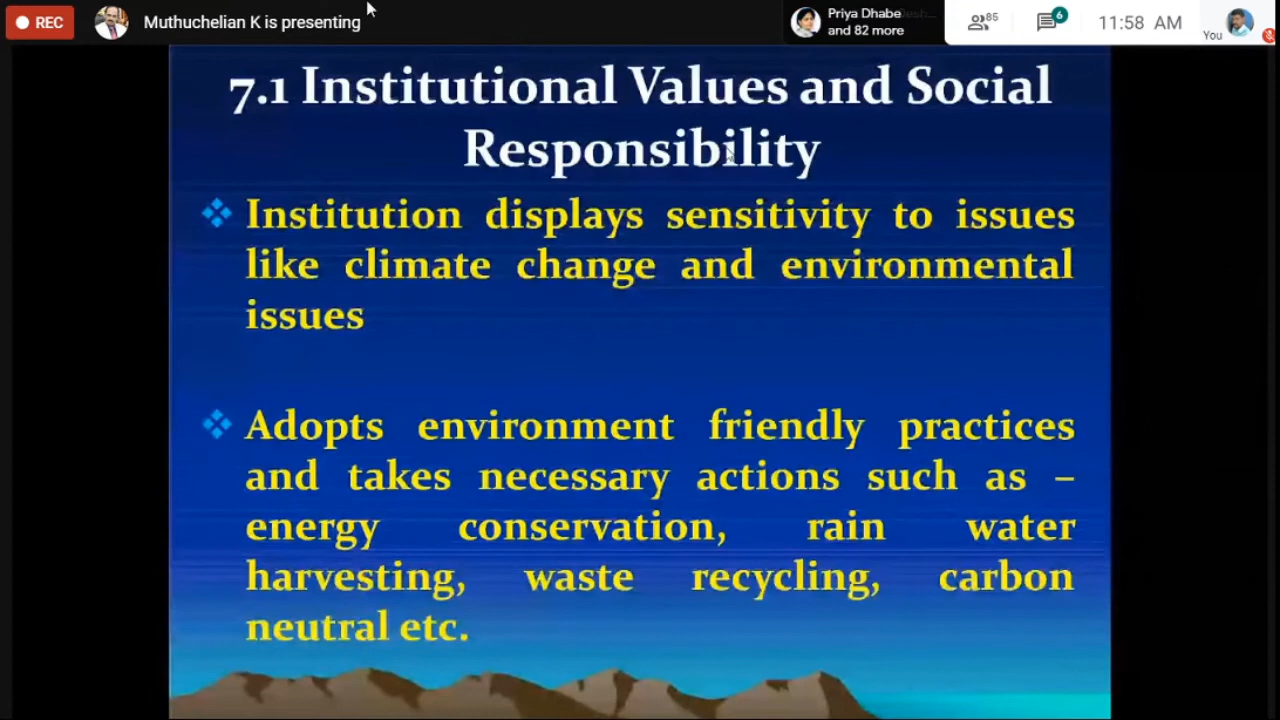 REC
Muthuchelian K is presenting
Priya Dhabe
and 82 more
85
6
11:58 AM
You
7.1 Institutional Values and Social
Responsibility
Institution displays sensitivity to issues
like climate change and environmental
issues
Adopts environment friendly practices
and takes necessary actions such as –
energy conservation, rain water
harvesting, waste recycling, carbon
neutral etc.